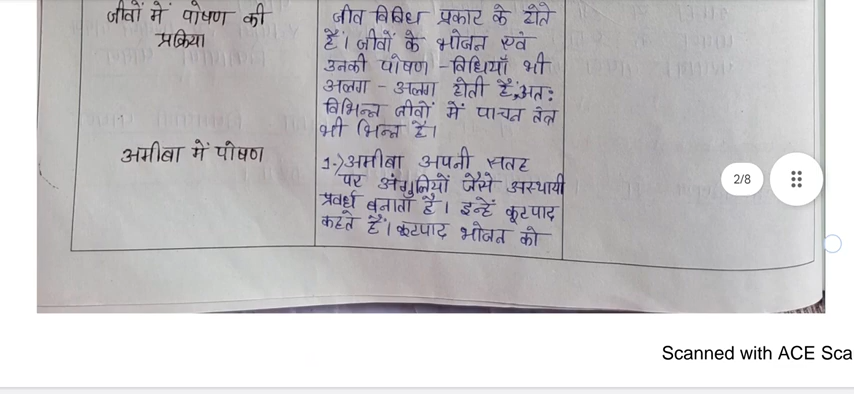 जीवों में पोषण की
प्रक्रिया
जीव विविध प्रकार के होते
हैं। जीवों के भोजन एवं
उनकी पोषण - विधियाँ भी
अलग - अलग होती हैं, अतः
विभिन्न जीवों में पाचन तंत्र
भी भिन्न हैं।
अमीबा में पोषण
1.) अमीबा अपनी सतह
पर अंगुलियों जैसे अस्थायी
प्रवर्ध बनाता है। इन्हें कूटपाद
कहते हैं। कूटपाद भोजन को
2/8
Scanned with ACE Sca